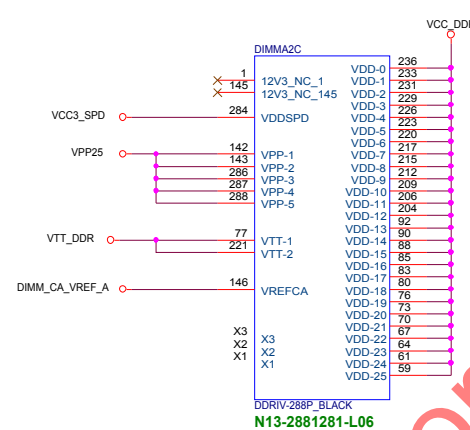 VCC_DDR
DIMMA2C
1 12V3_NC_1
145 12V3_NC_145
VCC3_SPD 284 VDDSPD
VPP25 142 VPP-1
143 VPP-2
286 VPP-3
287 VPP-4
288 VPP-5
VTT_DDR 77 VTT-1
221 VTT-2
DIMM_CA_VREF_A 146 VREFCA
X3 X3
X2 X2
X1 X1
VDD-0 236
VDD-1 233
VDD-2 231
VDD-3 229
VDD-4 226
VDD-5 223
VDD-6 220
VDD-7 217
VDD-8 215
VDD-9 212
VDD-10 209
VDD-11 206
VDD-12 204
VDD-13 92
VDD-14 90
VDD-15 88
VDD-16 85
VDD-17 83
VDD-18 80
VDD-19 76
VDD-20 73
VDD-21 70
VDD-22 67
VDD-23 64
VDD-24 61
VDD-25 59
DDRIV-288P_BLACK
N13-2881281-L06